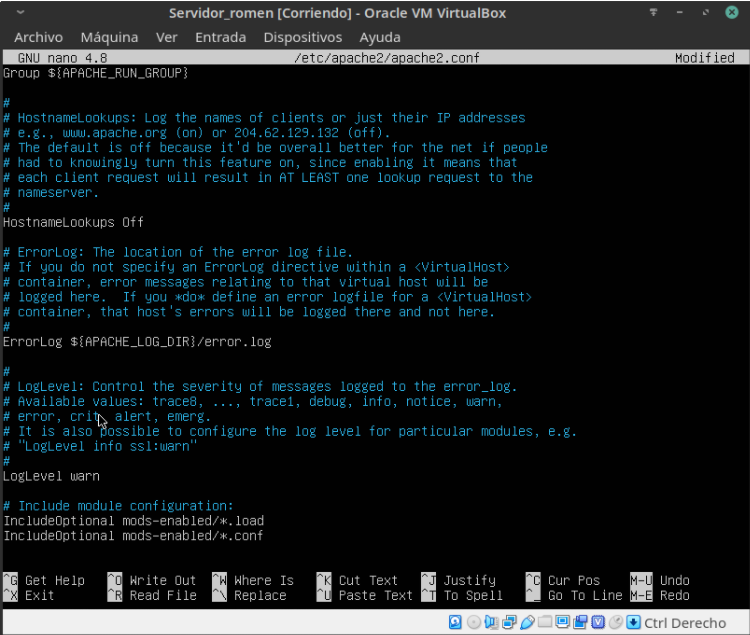 Servidor_romen [Corriendo] - Oracle VM VirtualBox
Archivo Máquina Ver Entrada Dispositivos Ayuda
GNU nano 4.8 /etc/apache2/apache2.conf Modified
Group ${APACHE_RUN_GROUP}
#
# HostnameLookups: Log the names of clients or just their IP addresses
# e.g., www.apache.org (on) or 204.62.129.132 (off).
# The default is off because it'd be overall better for the net if people
# had to knowingly turn this feature on, since enabling it means that
# each client request will result in AT LEAST one lookup request to the
# nameserver.
#
HostnameLookups Off
# ErrorLog: The location of the error log file.
# If you do not specify an ErrorLog directive within a <VirtualHost>
# container, error messages relating to that virtual host will be
# logged here.  If you *do* define an error logfile for a <VirtualHost>
# container, that host's errors will be logged there and not here.
#
ErrorLog ${APACHE_LOG_DIR}/error.log
#
# LogLevel: Control the severity of messages logged to the error_log.
# Available values: trace8, ..., trace1, debug, info, notice, warn,
# error, crit, alert, emerg.
# It is also possible to configure the log level for particular modules, e.g.
# "LogLevel info ssl:warn"
#
LogLevel warn
# Include module configuration:
IncludeOptional mods-enabled/*.load
IncludeOptional mods-enabled/*.conf
^G Get Help ^O Write Out ^W Where Is ^K Cut Text ^J Justify ^C Cur Pos M-U Undo
^X Exit ^R Read File ^\ Replace ^U Paste Text ^T To Spell ^_ Go To Line M-E Redo
Ctrl Derecho